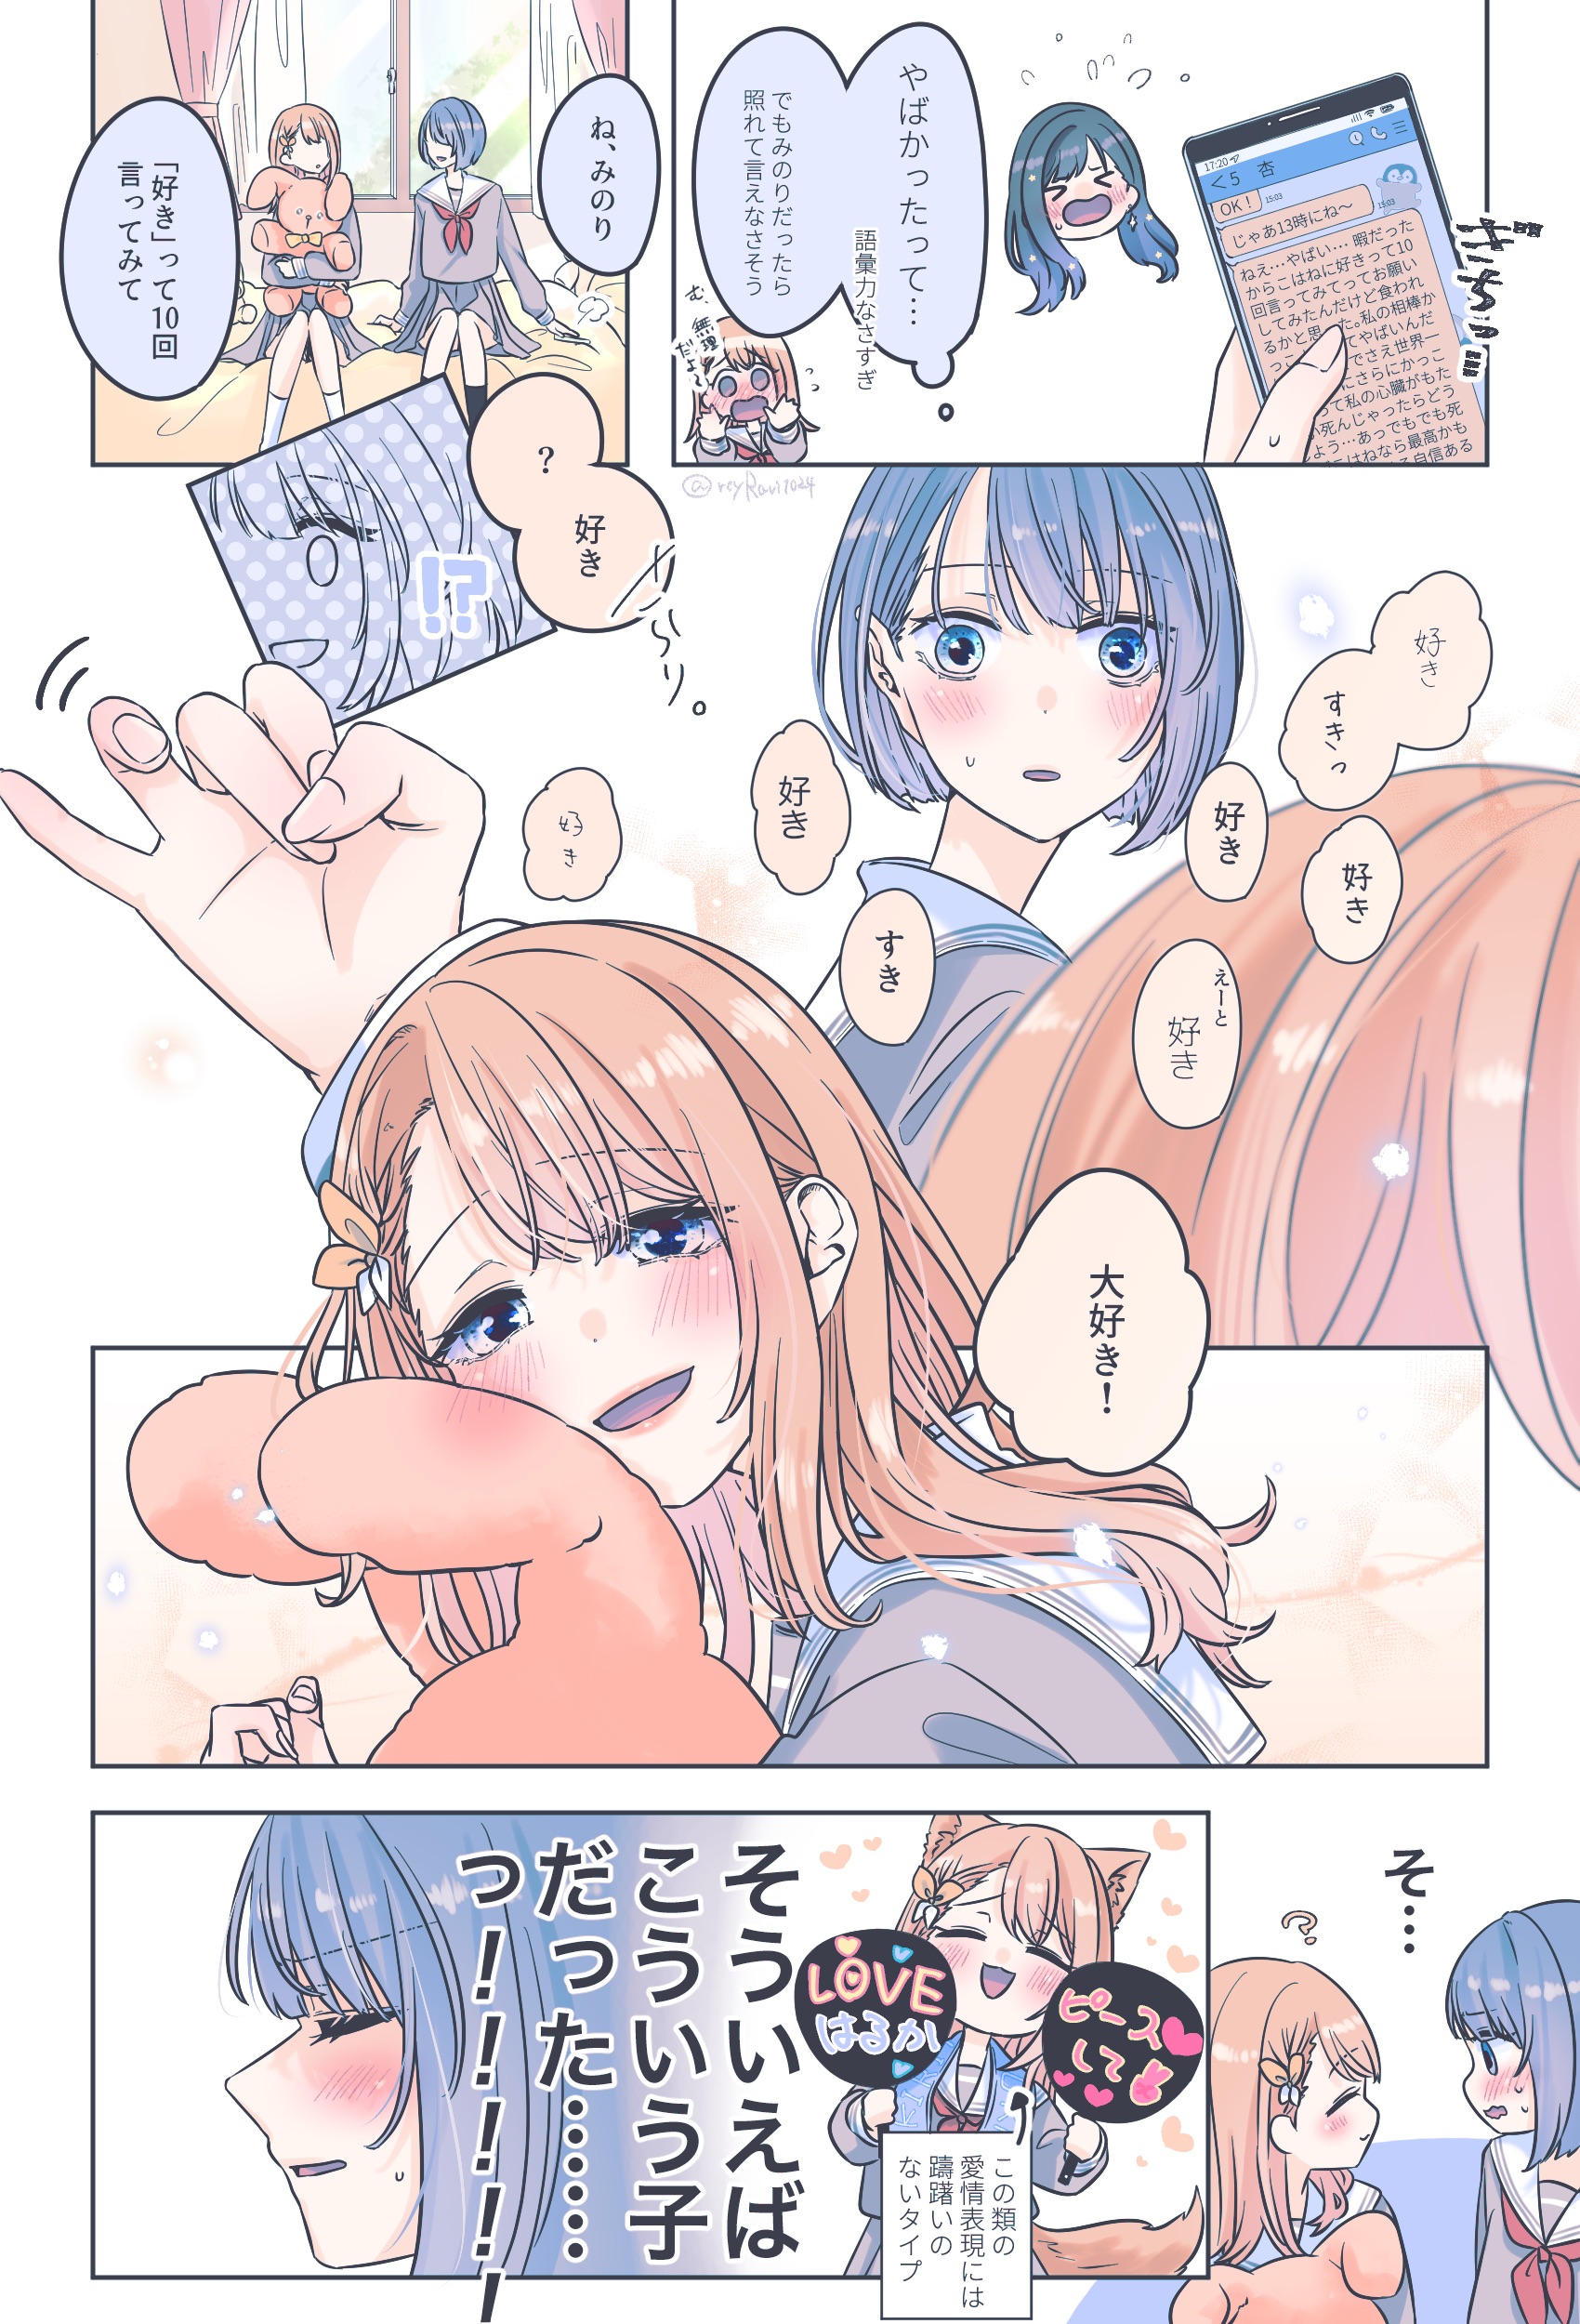 17:20
<5 杏
OK!
15:03
じゃあ13時にね〜
15:03
ねえ…やばい… 暇だった
からこはねに好きって10
回言ってみてってお願い
してみたんだけど食われ
るかと思った。私の相棒か
っこ
てやばいんだ
でさえ世界一
にさらにかっこ
って私の心臓がもた
い死んじゃったらどう
よう…あっでもでも死
こはねなら最高かも
る自信ある
ぎちっ…
やばかったって…
語彙力なさすぎ
でもみのりだったら
照れて言えなさそう
む、
無理
だよ〜
@reyRavi1024
ね、みのり
「好き」って10回
言ってみて
?
好き
!?
さらり。
好き
すきっ
好き
好き
えーと
好き
好き
すき
好き
大好き!
そ…
?
LOVE
はるか
ピース
して
この類の
愛情表現には
躊躇いの
ないタイプ
そういえば
こういう子
だった……
っ!!!!!